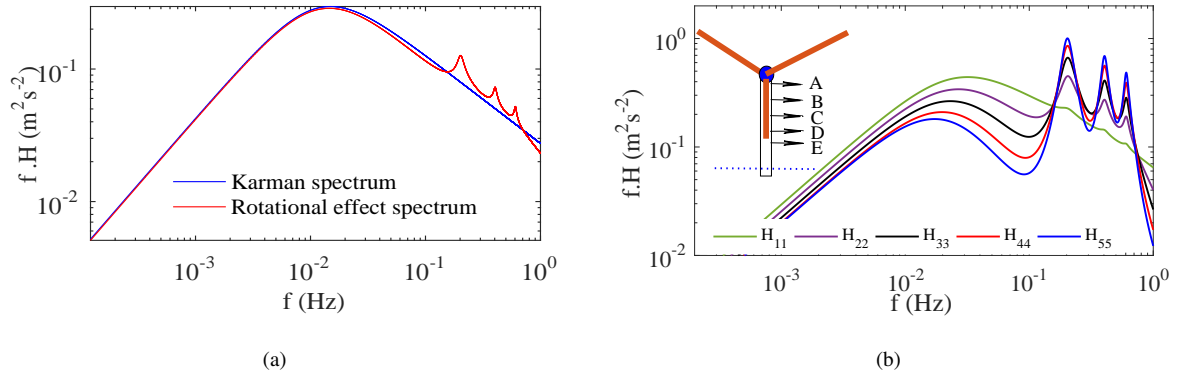 f .H (m²s⁻²)
10⁻¹
10⁻²
Karman spectrum
Rotational effect spectrum
10⁻³ 10⁻² 10⁻¹ 10⁰
f (Hz)
(a)
f.H (m²s⁻²)
10⁰
10⁻¹
10⁻²
A
B
C
D
E
H₁₁ H₂₂ H₃₃ H₄₄ H₅₅
10⁻³ 10⁻² 10⁻¹ 10⁰
f (Hz)
(b)